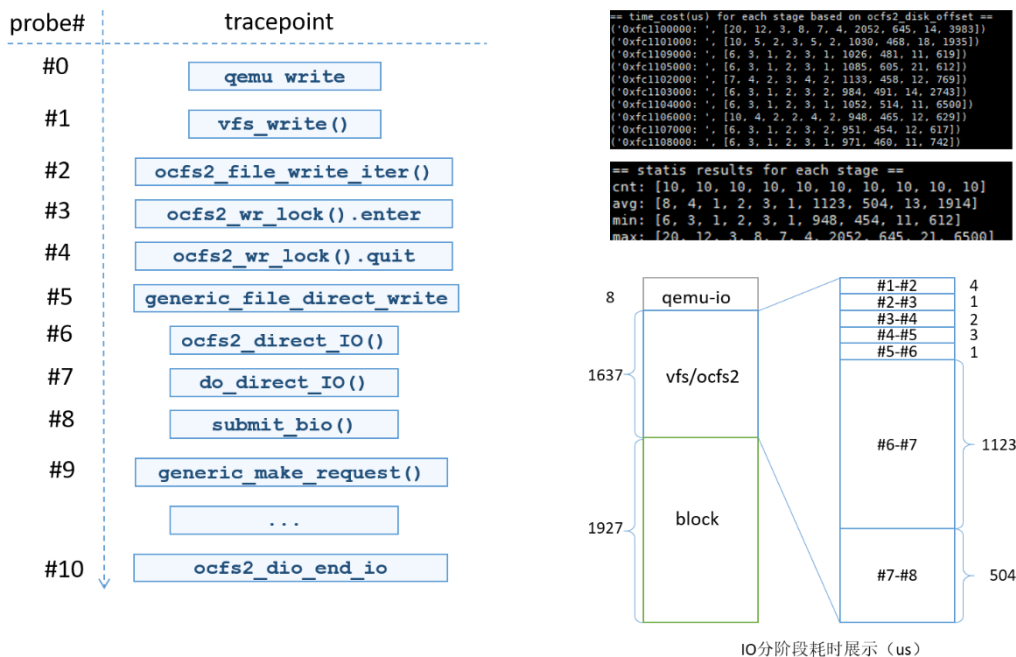 probe# tracepoint
#0 qemu write
#1 vfs_write()
#2 ocfs2_file_write_iter()
#3 ocfs2_wr_lock().enter
#4 ocfs2_wr_lock().quit
#5 generic_file_direct_write
#6 ocfs2_direct_IO()
#7 do_direct_IO()
#8 submit_bio()
#9 generic_make_request()
...
#10 ocfs2_dio_end_io
== time_cost(us) for each stage based on ocfs2_disk_offset ==
('0xfc1100000: ', [20, 12, 3, 8, 7, 4, 2052, 645, 14, 3983])
('0xfc1101000: ', [10, 5, 2, 3, 5, 2, 1030, 468, 18, 1935])
('0xfc1109000: ', [6, 3, 1, 2, 3, 1, 1026, 481, 11, 619])
('0xfc1105000: ', [6, 3, 1, 2, 3, 1, 1085, 605, 21, 612])
('0xfc1102000: ', [7, 4, 2, 3, 4, 2, 1133, 458, 12, 769])
('0xfc1103000: ', [6, 3, 1, 2, 3, 2, 984, 491, 14, 2743])
('0xfc1104000: ', [6, 3, 1, 2, 3, 1, 1052, 514, 11, 6500])
('0xfc1106000: ', [10, 4, 2, 2, 4, 2, 948, 465, 12, 629])
('0xfc1107000: ', [6, 3, 1, 2, 3, 2, 951, 454, 12, 617])
('0xfc1108000: ', [6, 3, 1, 2, 3, 1, 971, 460, 11, 742])
== statis results for each stage ==
cnt: [10, 10, 10, 10, 10, 10, 10, 10, 10, 10]
avg: [8, 4, 1, 2, 3, 1, 1123, 504, 13, 1914]
min: [6, 3, 1, 2, 3, 1, 948, 454, 11, 612]
max: [20, 12, 3, 8, 7, 4, 2052, 645, 21, 6500]
8 qemu-io
1637 vfs/ocfs2
1927 block
#1-#2 4
#2-#3 1
#3-#4 2
#4-#5 3
#5-#6 1
#6-#7 1123
#7-#8 504
IO分阶段耗时展示（us）